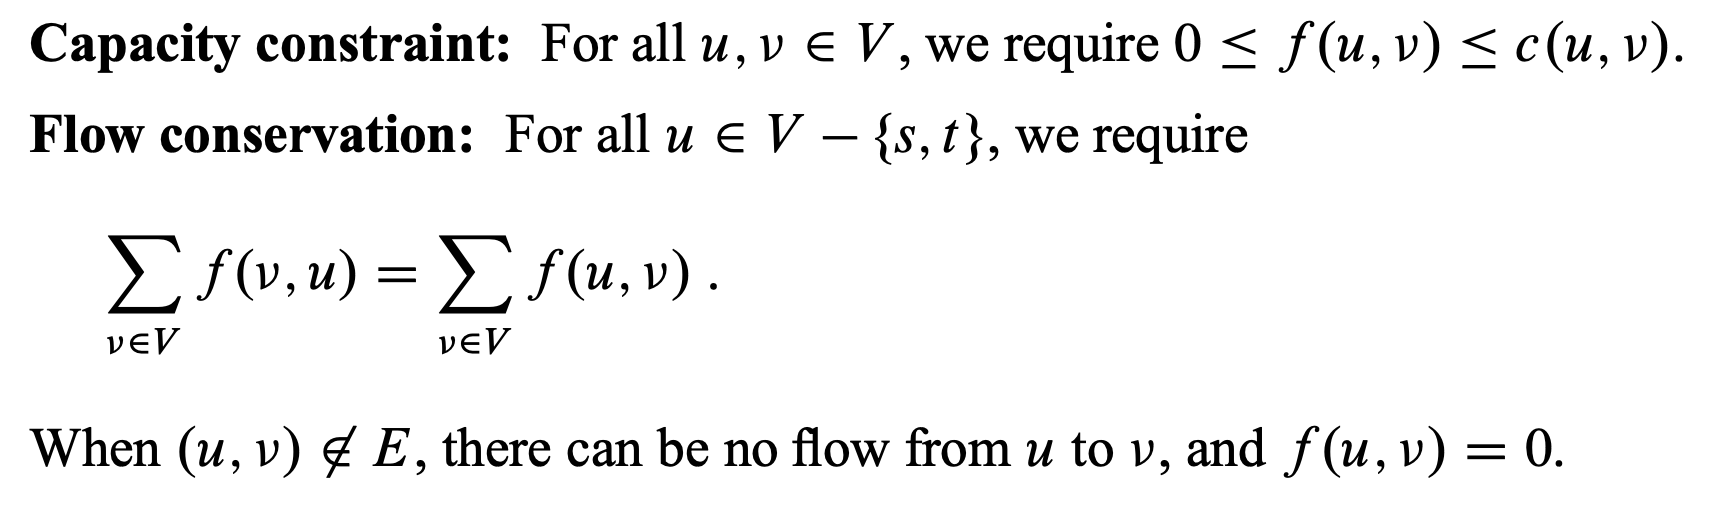 Capacity constraint: For all u, v ∈ V, we require 0 ≤ f(u, v) ≤ c(u, v).
Flow conservation: For all u ∈ V − {s, t}, we require
∑ f(v, u) = ∑ f(u, v) .
v∈V v∈V
When (u, v) ∉ E, there can be no flow from u to v, and f(u, v) = 0.